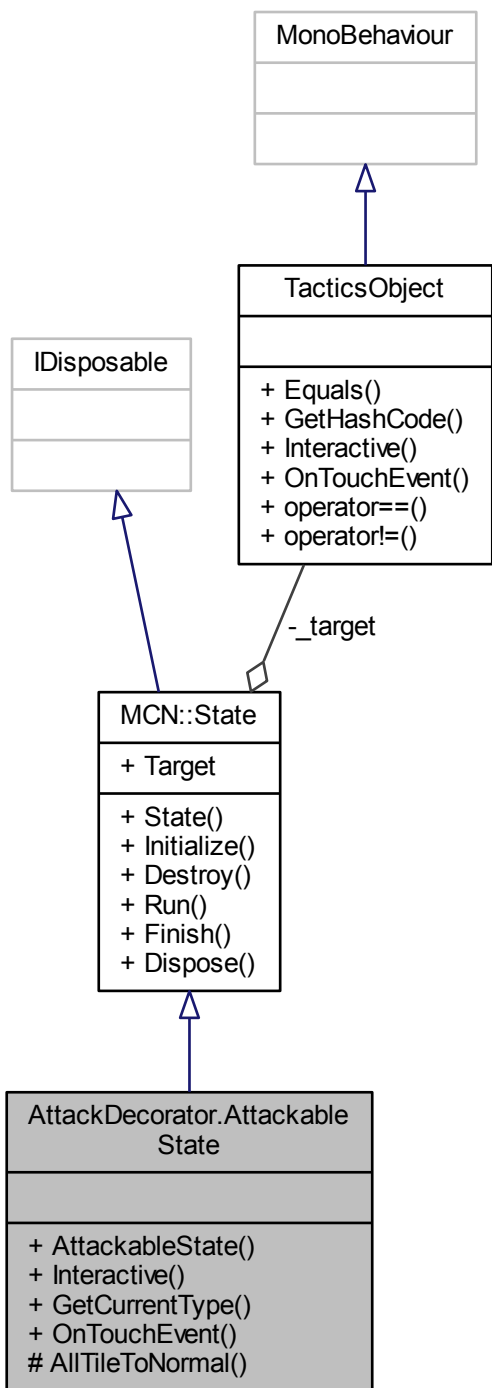 MonoBehaviour
TacticsObject
+ Equals()
+ GetHashCode()
+ Interactive()
+ OnTouchEvent()
+ operator==()
+ operator!=()
IDisposable
-_target
MCN::State
+ Target
+ State()
+ Initialize()
+ Destroy()
+ Run()
+ Finish()
+ Dispose()
AttackDecorator.Attackable
State
+ AttackableState()
+ Interactive()
+ GetCurrentType()
+ OnTouchEvent()
# AllTileToNormal()